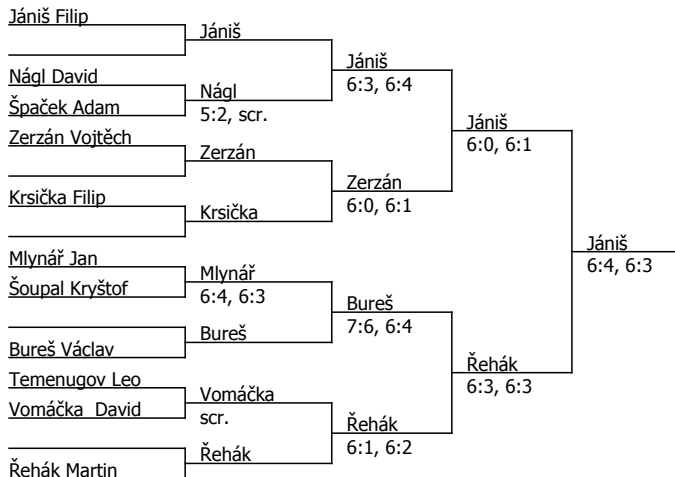 Jániš Filip
Jániš
Jániš
6:3, 6:4
Nágl David
Nágl
5:2, scr.
Špaček Adam
Jániš
6:0, 6:1
Zerzán Vojtěch
Zerzán
Zerzán
6:0, 6:1
Krsička Filip
Krsička
Jániš
6:4, 6:3
Mlynář Jan
Mlynář
6:4, 6:3
Šoupal Kryštof
Bureš
7:6, 6:4
Bureš
Bureš Václav
Řehák
6:3, 6:3
Temenugov Leo
Vomáčka
scr.
Vomáčka  David
Řehák
6:1, 6:2
Řehák
Řehák Martin